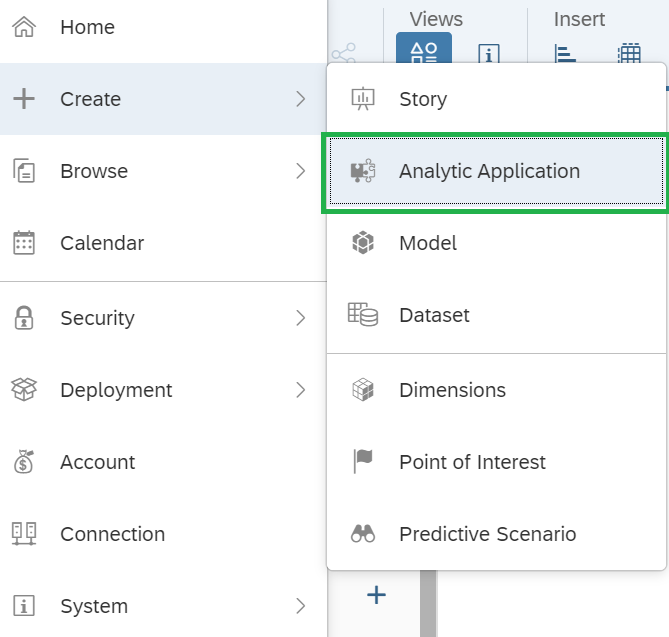 Home
Create
Browse
Calendar
Security
Deployment
Account
Connection
System
Views
Insert
Story
Analytic Application
Model
Dataset
Dimensions
Point of Interest
Predictive Scenario